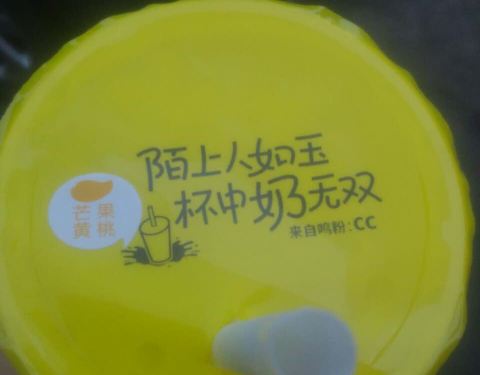 陌上人如玉
杯中奶无双
来自鸣粉:CC
芒果
黄桃